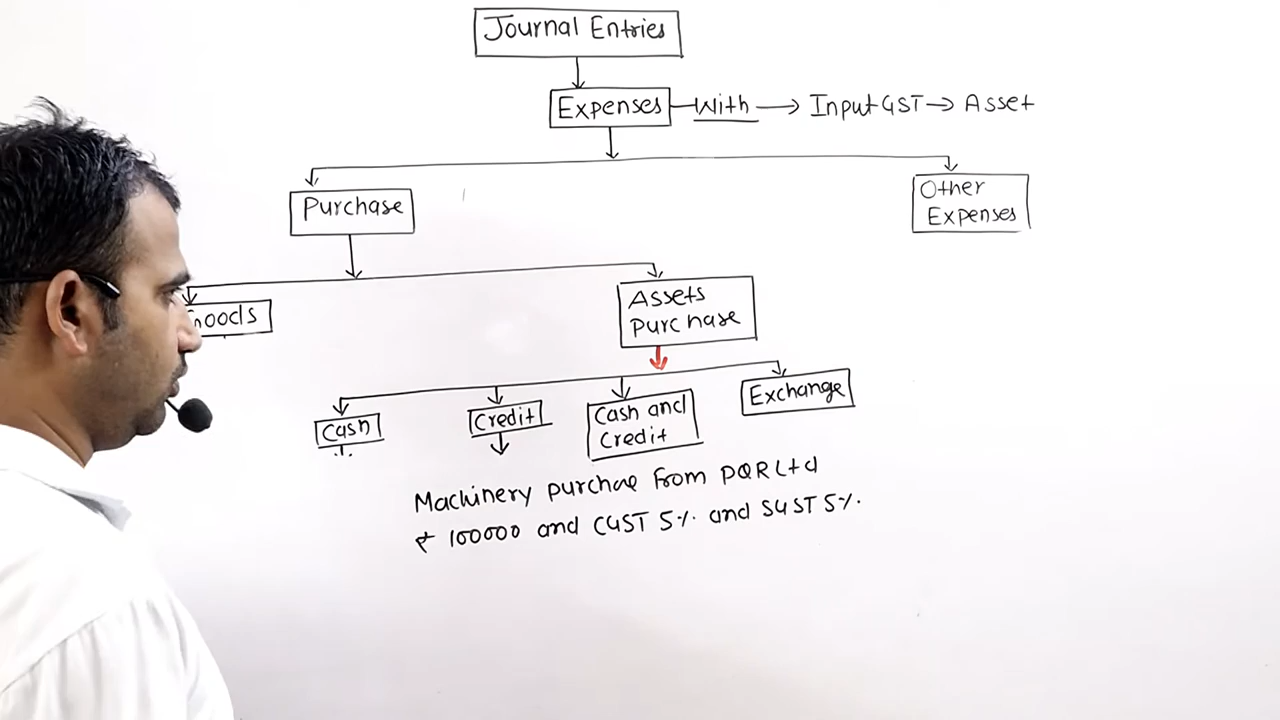 Journal Entries
Expenses With → Input GST → Asset
Purchase
Other
Expenses
Goods
Assets
Purchase
Cash
Credit
Cash and
Credit
Exchange
Machinery purchae from PQR Ltd
₹ 100000 and CGST 5% and SGST 5%.